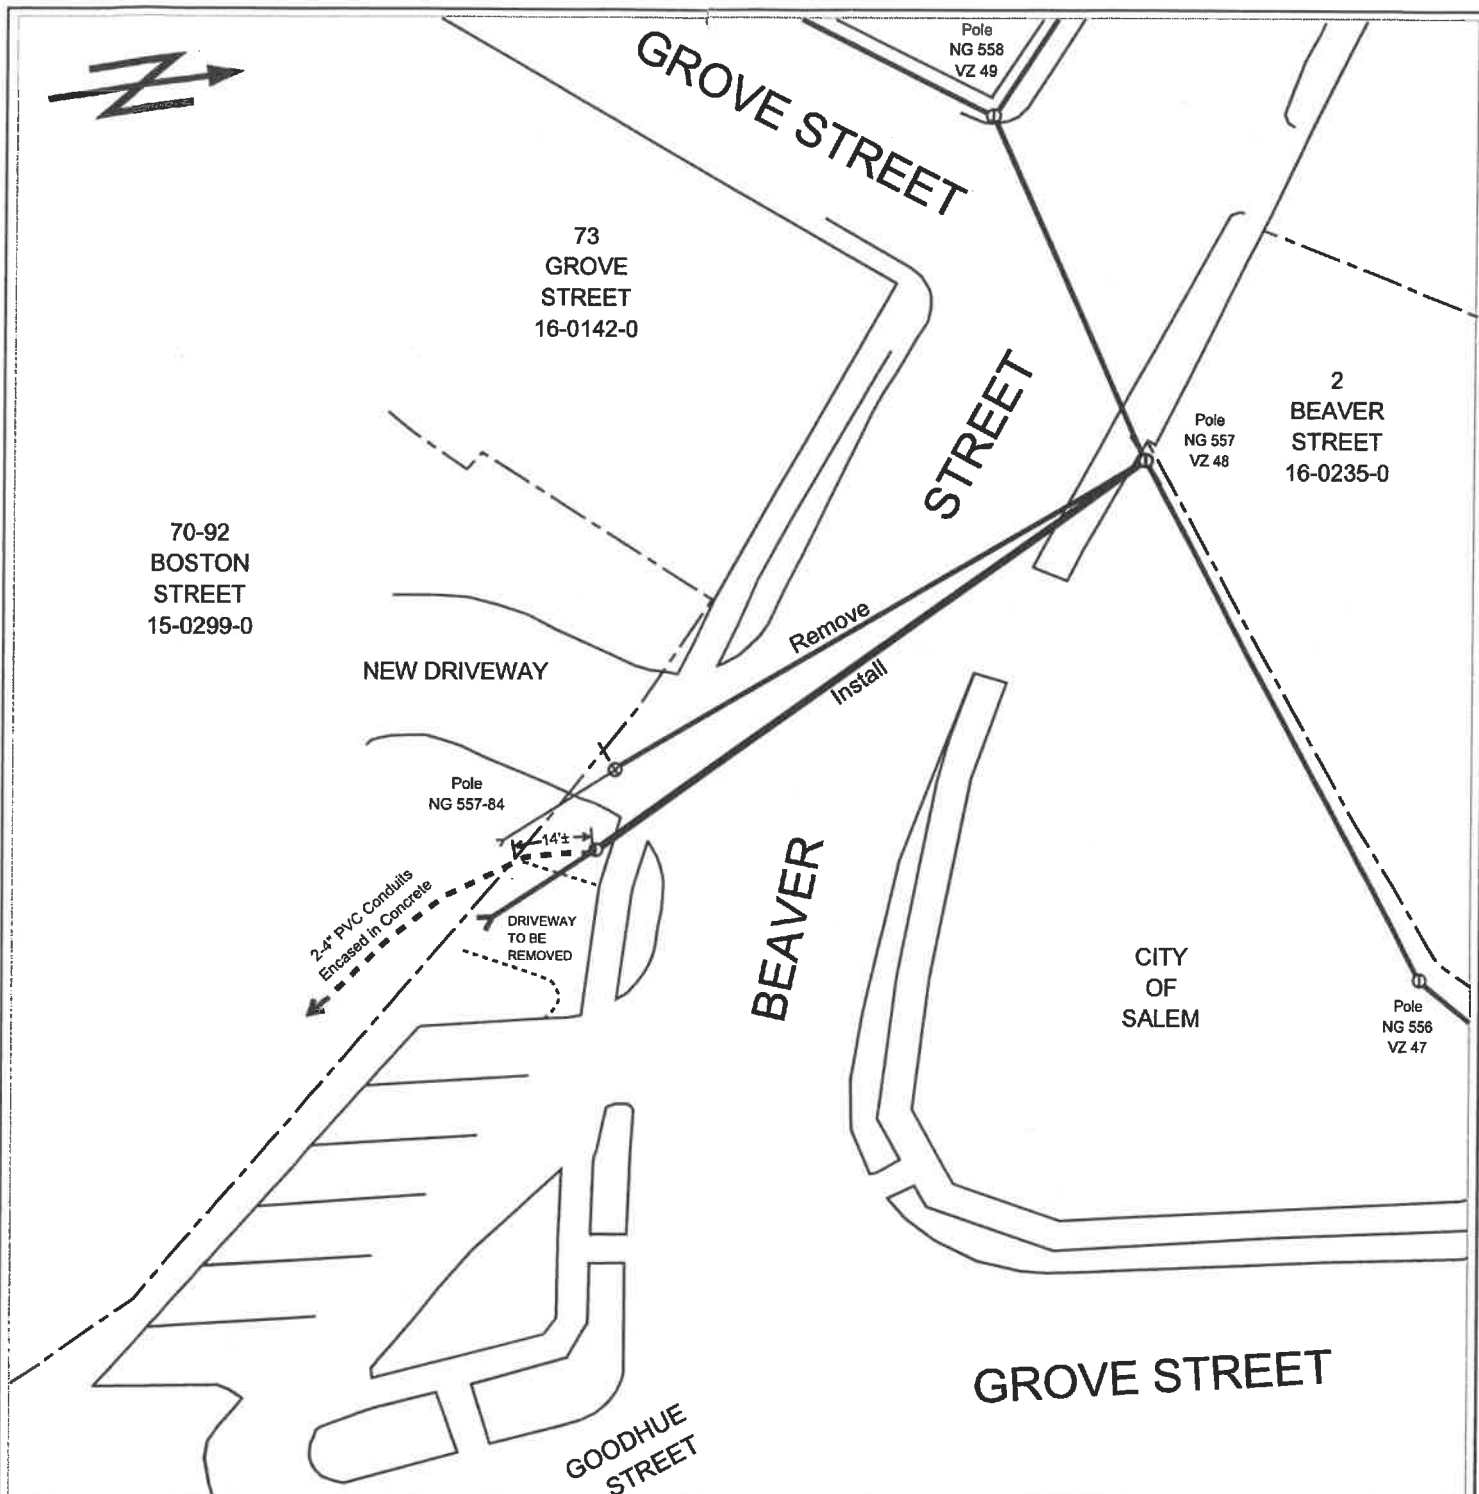 Pole
NG 558
VZ 49
GROVE STREET
73
GROVE
STREET
16-0142-0
2
BEAVER
STREET
16-0235-0
Pole
NG 557
VZ 48
STREET
70-92
BOSTON
STREET
15-0299-0
Remove
Install
NEW DRIVEWAY
Pole
NG 557-84
14'±
2-4" PVC Conduits
Encased in Concrete
DRIVEWAY
TO BE
REMOVED
BEAVER
CITY
OF
SALEM
Pole
NG 556
VZ 47
GROVE STREET
GOODHUE
STREET